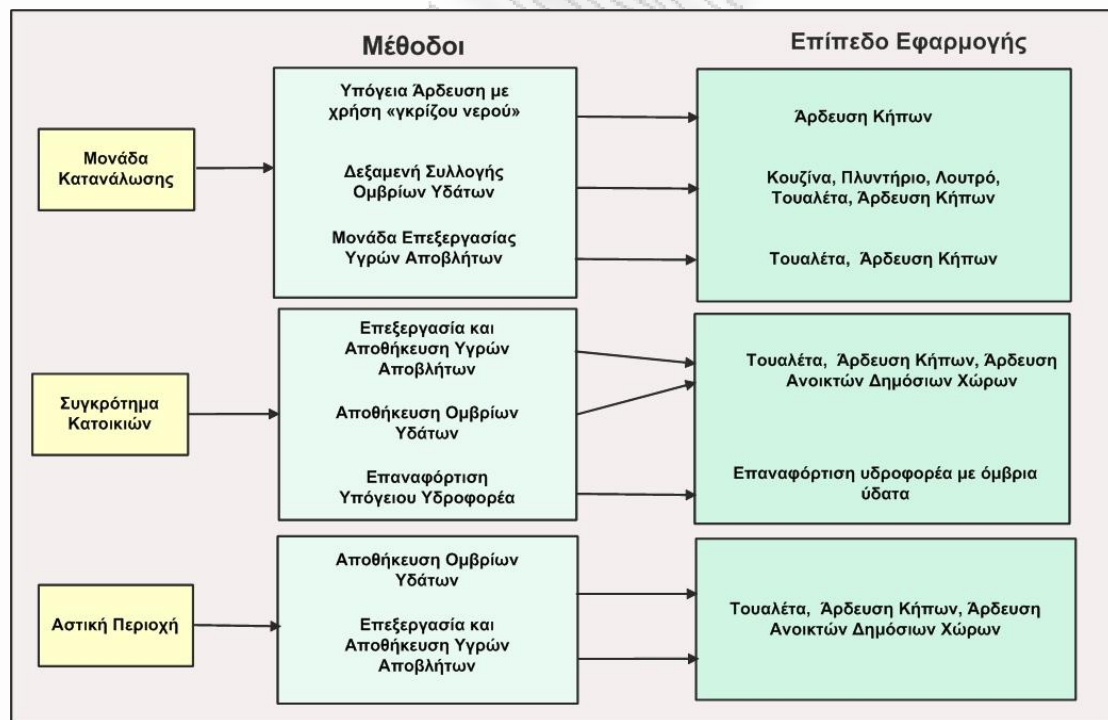 Μέθοδοι
Επίπεδο Εφαρμογής
Μονάδα
Κατανάλωσης
Υπόγεια Άρδευση με
χρήση «γκρίζου νερού»
Άρδευση Κήπων
Δεξαμενή Συλλογής
Ομβρίων Υδάτων
Κουζίνα, Πλυντήριο, Λουτρό,
Τουαλέτα, Άρδευση Κήπων
Μονάδα Επεξεργασίας
Υγρών Αποβλήτων
Τουαλέτα, Άρδευση Κήπων
Συγκρότημα
Κατοικιών
Επεξεργασία και
Αποθήκευση Υγρών
Αποβλήτων
Αποθήκευση Ομβρίων
Υδάτων
Τουαλέτα, Άρδευση Κήπων, Άρδευση
Ανοικτών Δημόσιων Χώρων
Επαναφόρτιση
Υπόγειου Υδροφορέα
Επαναφόρτιση υδροφορέα με όμβρια
ύδατα
Αστική Περιοχή
Αποθήκευση Ομβρίων
Υδάτων
Επεξεργασία και
Αποθήκευση Υγρών
Αποβλήτων
Τουαλέτα, Άρδευση Κήπων, Άρδευση
Ανοικτών Δημόσιων Χώρων